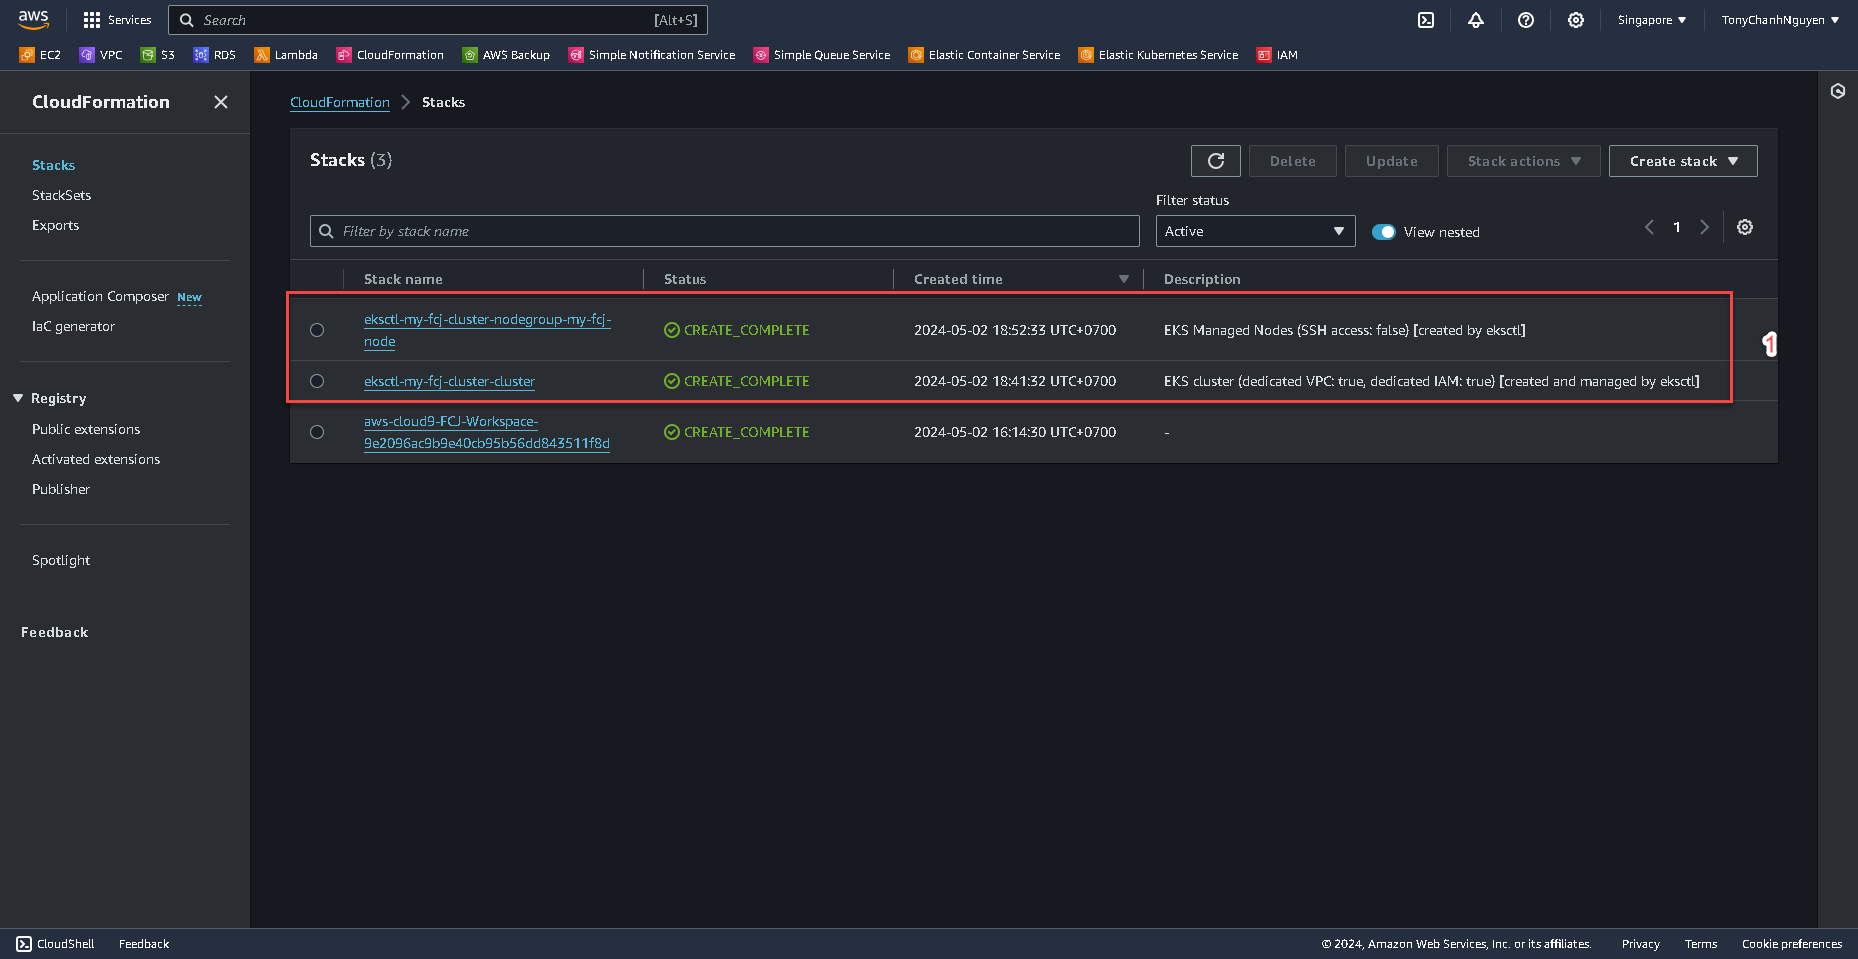 aws
Services
Search
[Alt+S]
Singapore
TonyChanhNguyen
EC2
VPC
S3
RDS
Lambda
CloudFormation
AWS Backup
Simple Notification Service
Simple Queue Service
Elastic Container Service
Elastic Kubernetes Service
IAM
CloudFormation
Stacks
StackSets
Exports
Application Composer New
IaC generator
Registry
Public extensions
Activated extensions
Publisher
Spotlight
Feedback
CloudFormation
Stacks
Stacks (3)
Delete
Update
Stack actions
Create stack
Filter by stack name
Filter status
Active
View nested
1
Stack name
Status
Created time
Description
eksctl-my-fcj-cluster-nodegroup-my-fcj-
node
CREATE_COMPLETE
2024-05-02 18:52:33 UTC+0700
EKS Managed Nodes (SSH access: false) [created by eksctl]
1
eksctl-my-fcj-cluster-cluster
CREATE_COMPLETE
2024-05-02 18:41:32 UTC+0700
EKS cluster (dedicated VPC: true, dedicated IAM: true) [created and managed by eksctl]
aws-cloud9-FCJ-Workspace-
9e2096ac9b9e40cb95b56dd843511f8d
CREATE_COMPLETE
2024-05-02 16:14:30 UTC+0700
-
CloudShell
Feedback
© 2024, Amazon Web Services, Inc. or its affiliates.
Privacy
Terms
Cookie preferences